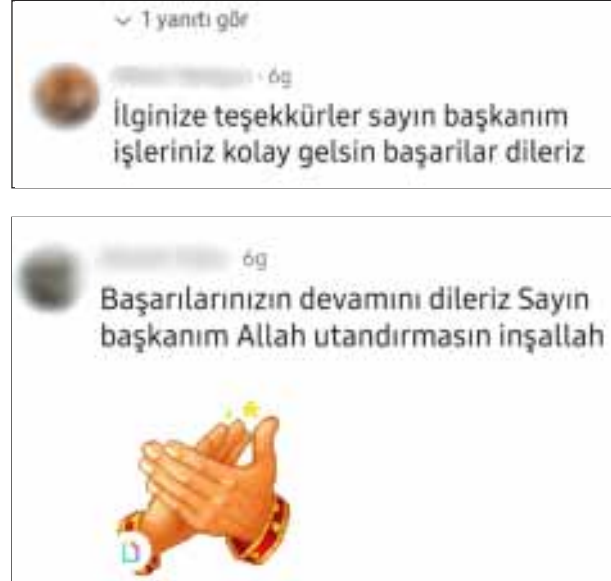 1 yanıtı gör
6g
İlginize teşekkürler sayın başkanım
işleriniz kolay gelsin başarilar dileriz
6g
Başarılarınızın devamını dileriz Sayın
başkanım Allah utandırmasın inşallah